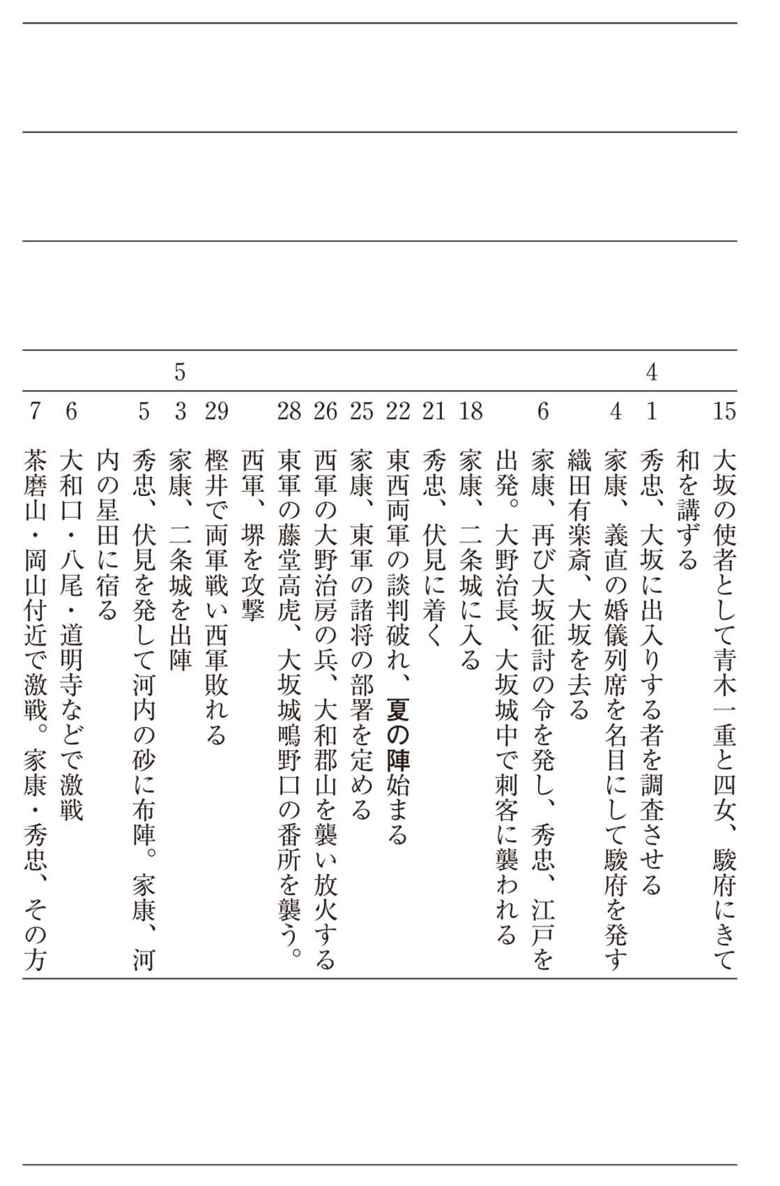 15 大坂の使者として青木一重と四女、駿府にきて
和を講ずる
4 1 秀忠、大坂に出入りする者を調査させる
4 家康、義直の婚儀列席を名目にして駿府を発す
織田有楽斎、大坂を去る
6 家康、再び大坂征討の令を発し、秀忠、江戸を
出発。大野治長、大坂城中で刺客に襲われる
18 家康、二条城に入る
21 秀忠、伏見に着く
22 東西両軍の談判破れ、夏の陣始まる
25 家康、東軍の諸将の部署を定める
26 西軍の大野治房の兵、大和郡山を襲い放火する
28 東軍の藤堂高虎、大坂城鴫野口の番所を襲う。
西軍、堺を攻撃
29 樫井で両軍戦い西軍敗れる
5 3 家康、二条城を出陣
5 秀忠、伏見を発して河内の砂に布陣。家康、河
内の星田に宿る
6 大和口・八尾・道明寺などで激戦
7 茶磨山・岡山付近で激戦。家康・秀忠、その方